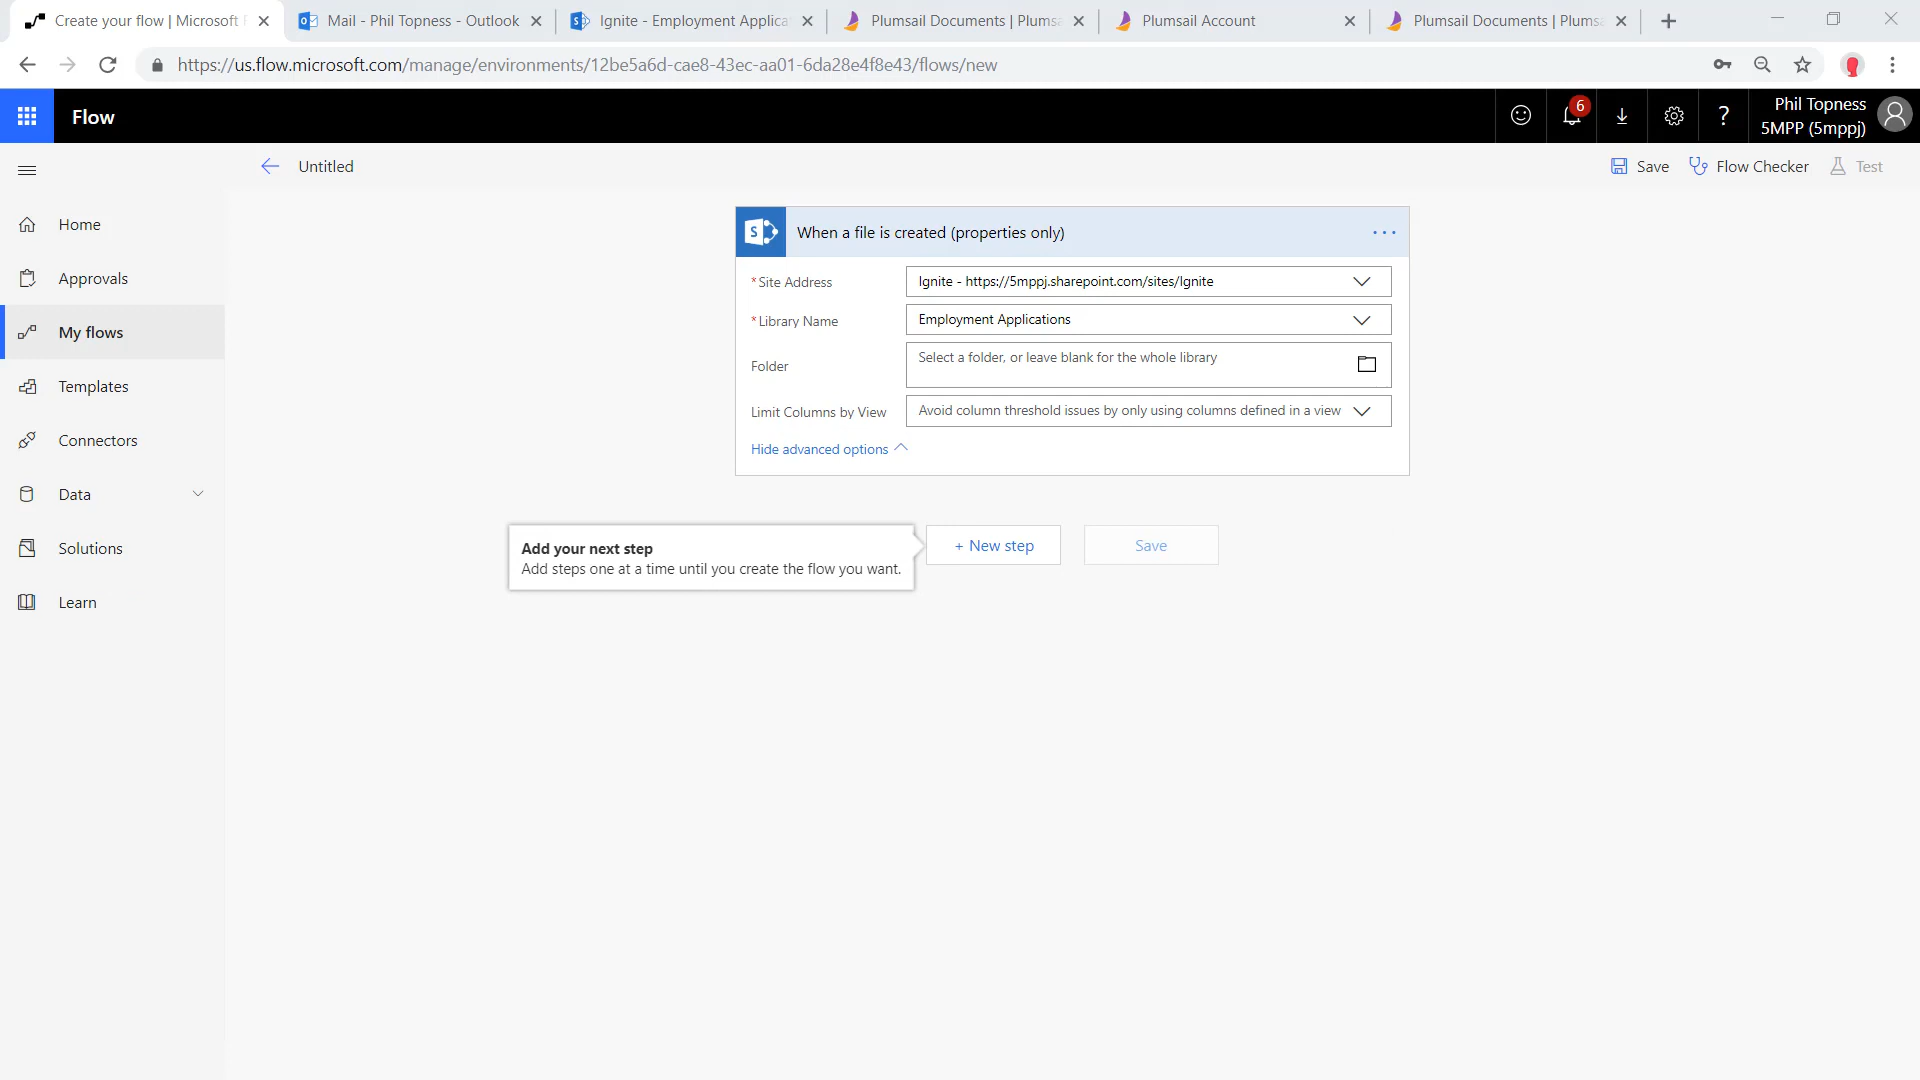 Create your flow | Microsoft F
Mail - Phil Topness - Outlook
Ignite - Employment Applica
Plumsail Documents | Plumsa
Plumsail Account
Plumsail Documents | Plumsa
https://us.flow.microsoft.com/manage/environments/12be5a6d-cae8-43ec-aa01-6da28e4f8e43/flows/new
Flow
6
?
Phil Topness
5MPP (5mppj)
Untitled
Save
Flow Checker
Test
Home
Approvals
My flows
Templates
Connectors
Data
Solutions
Learn
S
When a file is created (properties only)
* Site Address
Ignite - https://5mppj.sharepoint.com/sites/Ignite
* Library Name
Employment Applications
Folder
Select a folder, or leave blank for the whole library
Limit Columns by View
Avoid column threshold issues by only using columns defined in a view
Hide advanced options
Add your next step
Add steps one at a time until you create the flow you want.
+ New step
Save